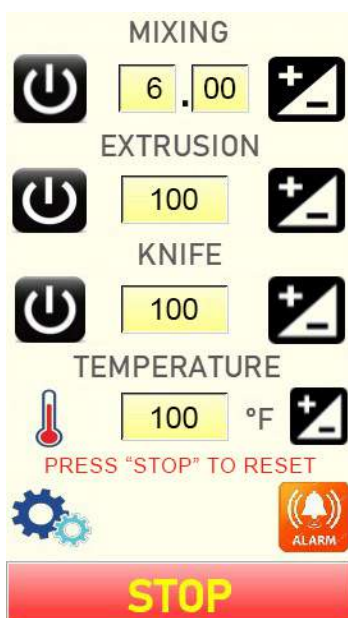 MIXING
6 . 00
EXTRUSION
100
KNIFE
100
TEMPERATURE
100 °F
PRESS “STOP” TO RESET
ALARM
STOP